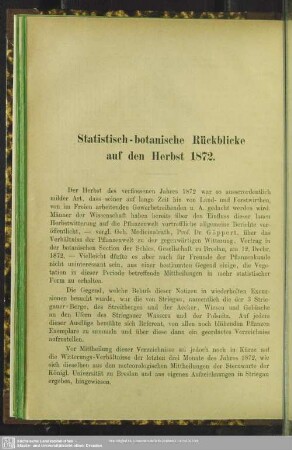 Statistisch-botanische Rückblicke
auf den Herbst 1872.
Der Herbst des verflossenen Jahres 1872 war so ausserordentlich
milder Art, dass seiner auf lange Zeit hin von Land- und Forstwirthen,
von im Freien arbeitenden Gewerbetreibenden u. A. gedacht werden wird.
Männer der Wissenschaft haben bereits über den Einfluss dieser lauen
Herbstwitterung auf die Pflanzenwelt werthvolle allgemeine Berichte ver-
öffentlicht, — vergl. Geh. Medicinalrath, Prof. Dr. Göppert, über das
Verhältniss der Pflanzenwelt zu der gegenwärtigen Witterung, Vortrag in
der botanischen Section der Schles. Gesellschaft zu Breslau, am 12. Decbr.
1872. — Vielleicht dürfte es aber auch für Freunde der Pflanzenkunde
nicht uninteressant sein, aus einer bestimmten Gegend einige, die Vege-
tation in dieser Periode betreffende Mittheilungen in mehr statistischer
Form zu erhalten.
Die Gegend, welche Behufs dieser Notizen in wiederholten Excur-
sionen besucht wurde, war die von Striegau, namentlich die der 3 Strie-
gauer-Berge, des Streitberges und der Aecker, Wiesen und Gebüsche
an den Ufern des Striegauer Wassers und der Polsnitz. Auf jedem
dieser Ausflüge bemühte sich Referent, von allen noch blühenden Pflanzen
Exemplare zu sammeln und über diese dann ein geordnetes Verzeichniss
aufzustellen.
Vor Mittheilung dieser Verzeichnisse sei jedoch noch in Kürze auf
die Witterungs-Verhältnisse der letzten drei Monate des Jahres 1872, wie
sich dieselben aus den meteorologischen Mittheilungen der Sternwarte der
Königl. Universität zu Breslau und aus eigenen Aufzeichnungen in Striegau
ergeben, hingewiesen.